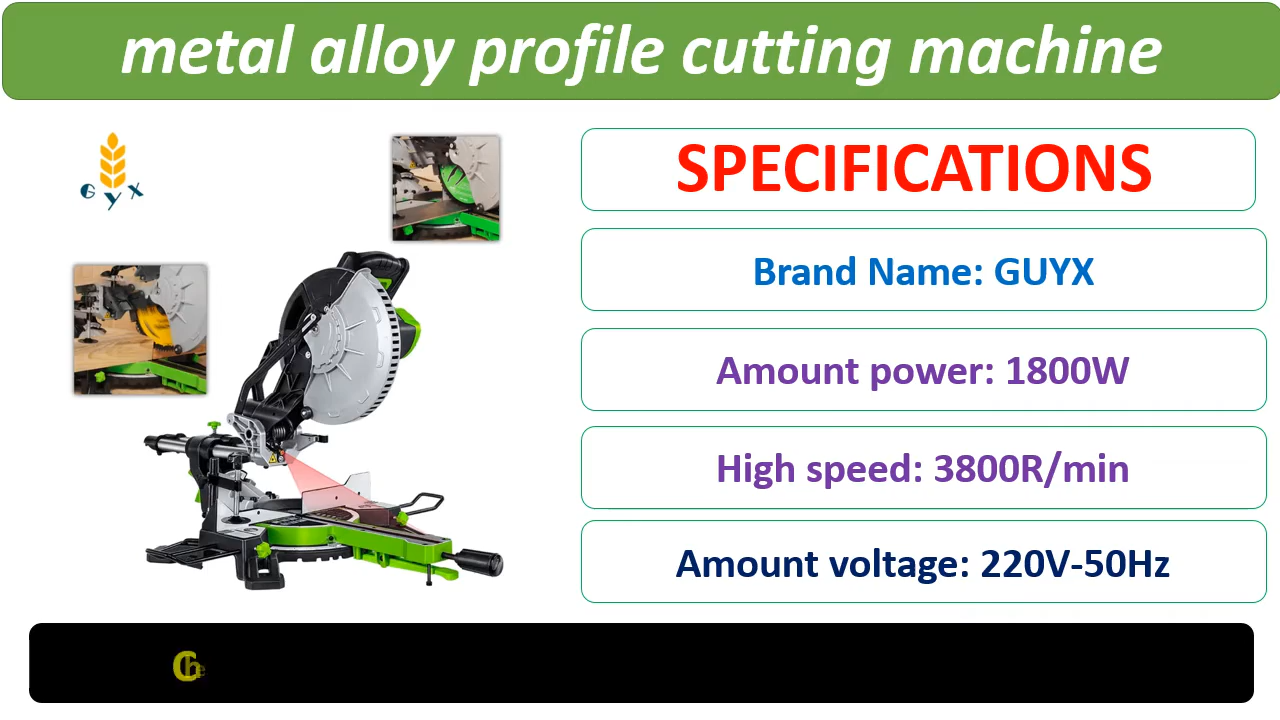 metal alloy profile cutting machine
G Y X
SPECIFICATIONS
Brand Name: GUYX
Amount power: 1800W
High speed: 3800R/min
Amount voltage: 220V-50Hz